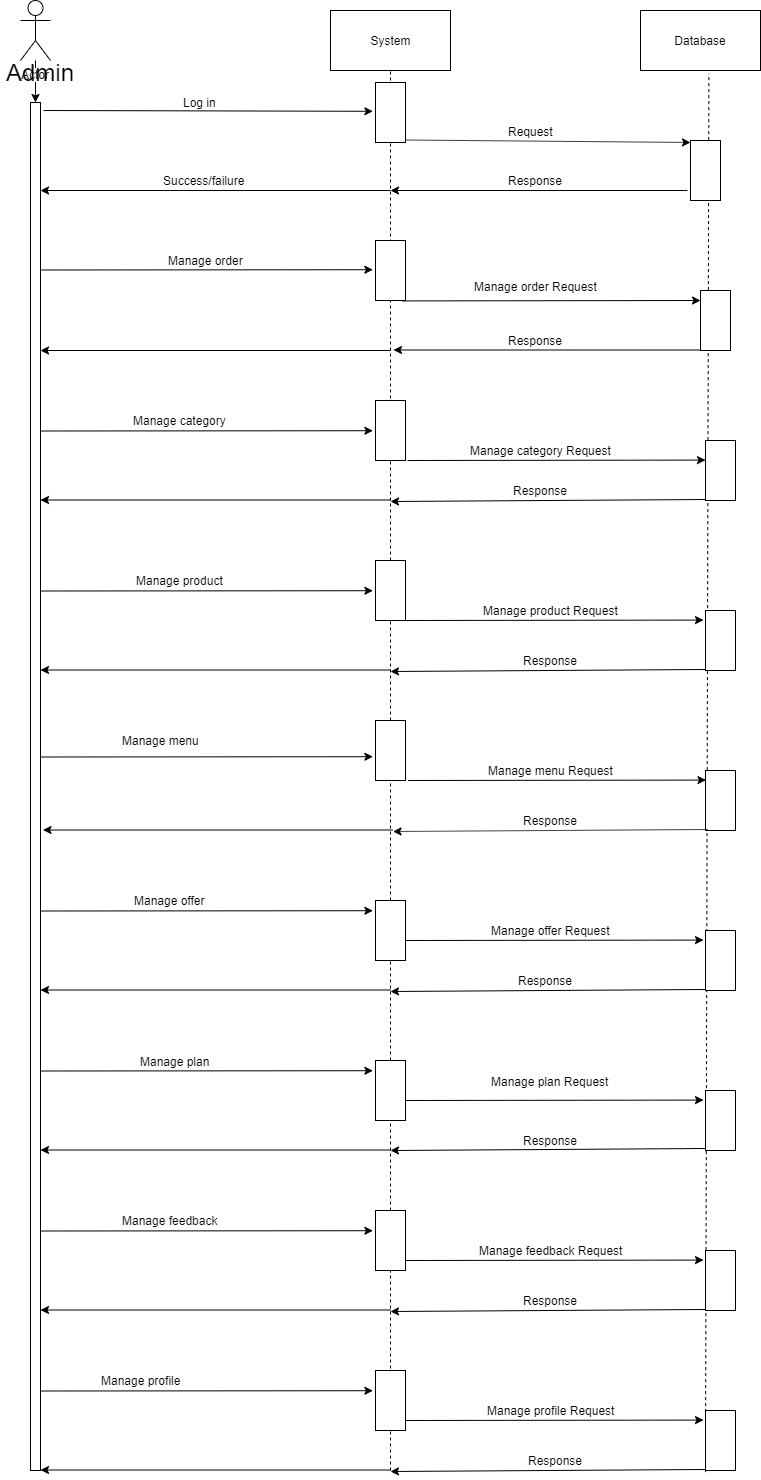 System
Database
Actor
Admin
Log in
Request
Success/failure
Response
Manage order
Manage order Request
Response
Manage category
Manage category Request
Response
Manage product
Manage product Request
Response
Manage menu
Manage menu Request
Response
Manage offer
Manage offer Request
Response
Manage plan
Manage plan Request
Response
Manage feedback
Manage feedback Request
Response
Manage profile
Manage profile Request
Response